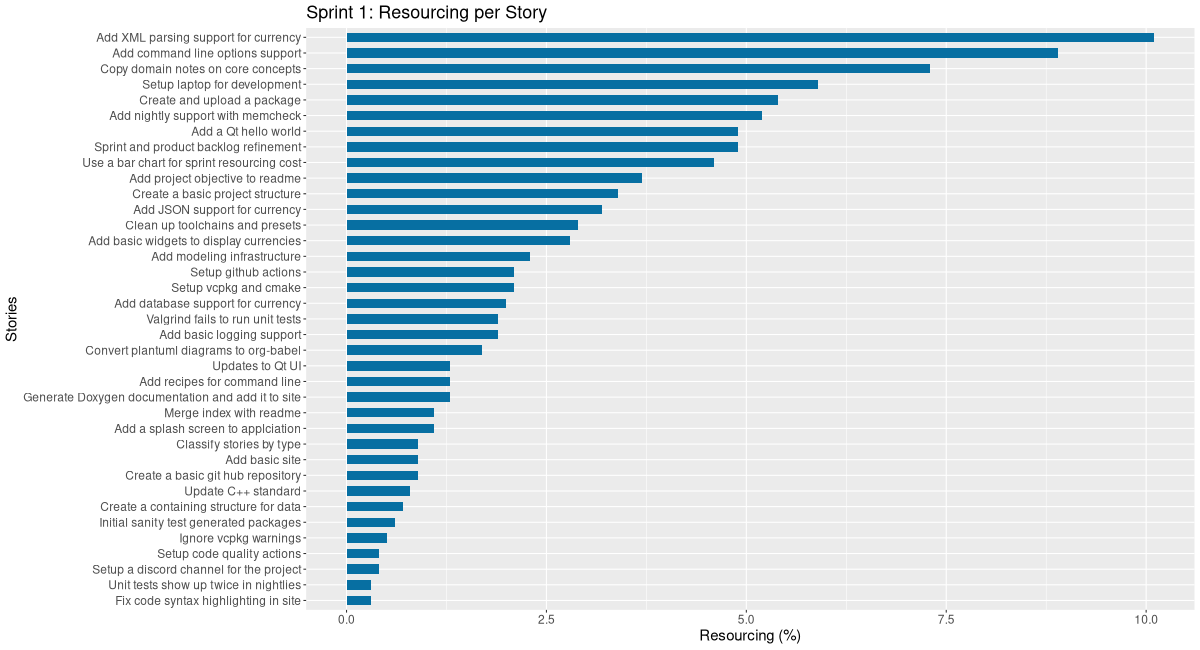 Sprint 1: Resourcing per Story
Add XML parsing support for currency
Add command line options support
Copy domain notes on core concepts
Setup laptop for development
Create and upload a package
Add nightly support with memcheck
Add a Qt hello world
Sprint and product backlog refinement
Use a bar chart for sprint resourcing cost
Add project objective to readme
Create a basic project structure
Add JSON support for currency
Clean up toolchains and presets
Add basic widgets to display currencies
Add modeling infrastructure
Setup github actions
Setup vcpkg and cmake
Add database support for currency
Valgrind fails to run unit tests
Add basic logging support
Convert plantuml diagrams to org-babel
Updates to Qt UI
Add recipes for command line
Generate Doxygen documentation and add it to site
Merge index with readme
Add a splash screen to applciation
Classify stories by type
Add basic site
Create a basic git hub repository
Update C++ standard
Create a containing structure for data
Initial sanity test generated packages
Ignore vcpkg warnings
Setup code quality actions
Setup a discord channel for the project
Unit tests show up twice in nightlies
Fix code syntax highlighting in site
Stories
0.0 2.5 5.0 7.5 10.0
Resourcing (%)